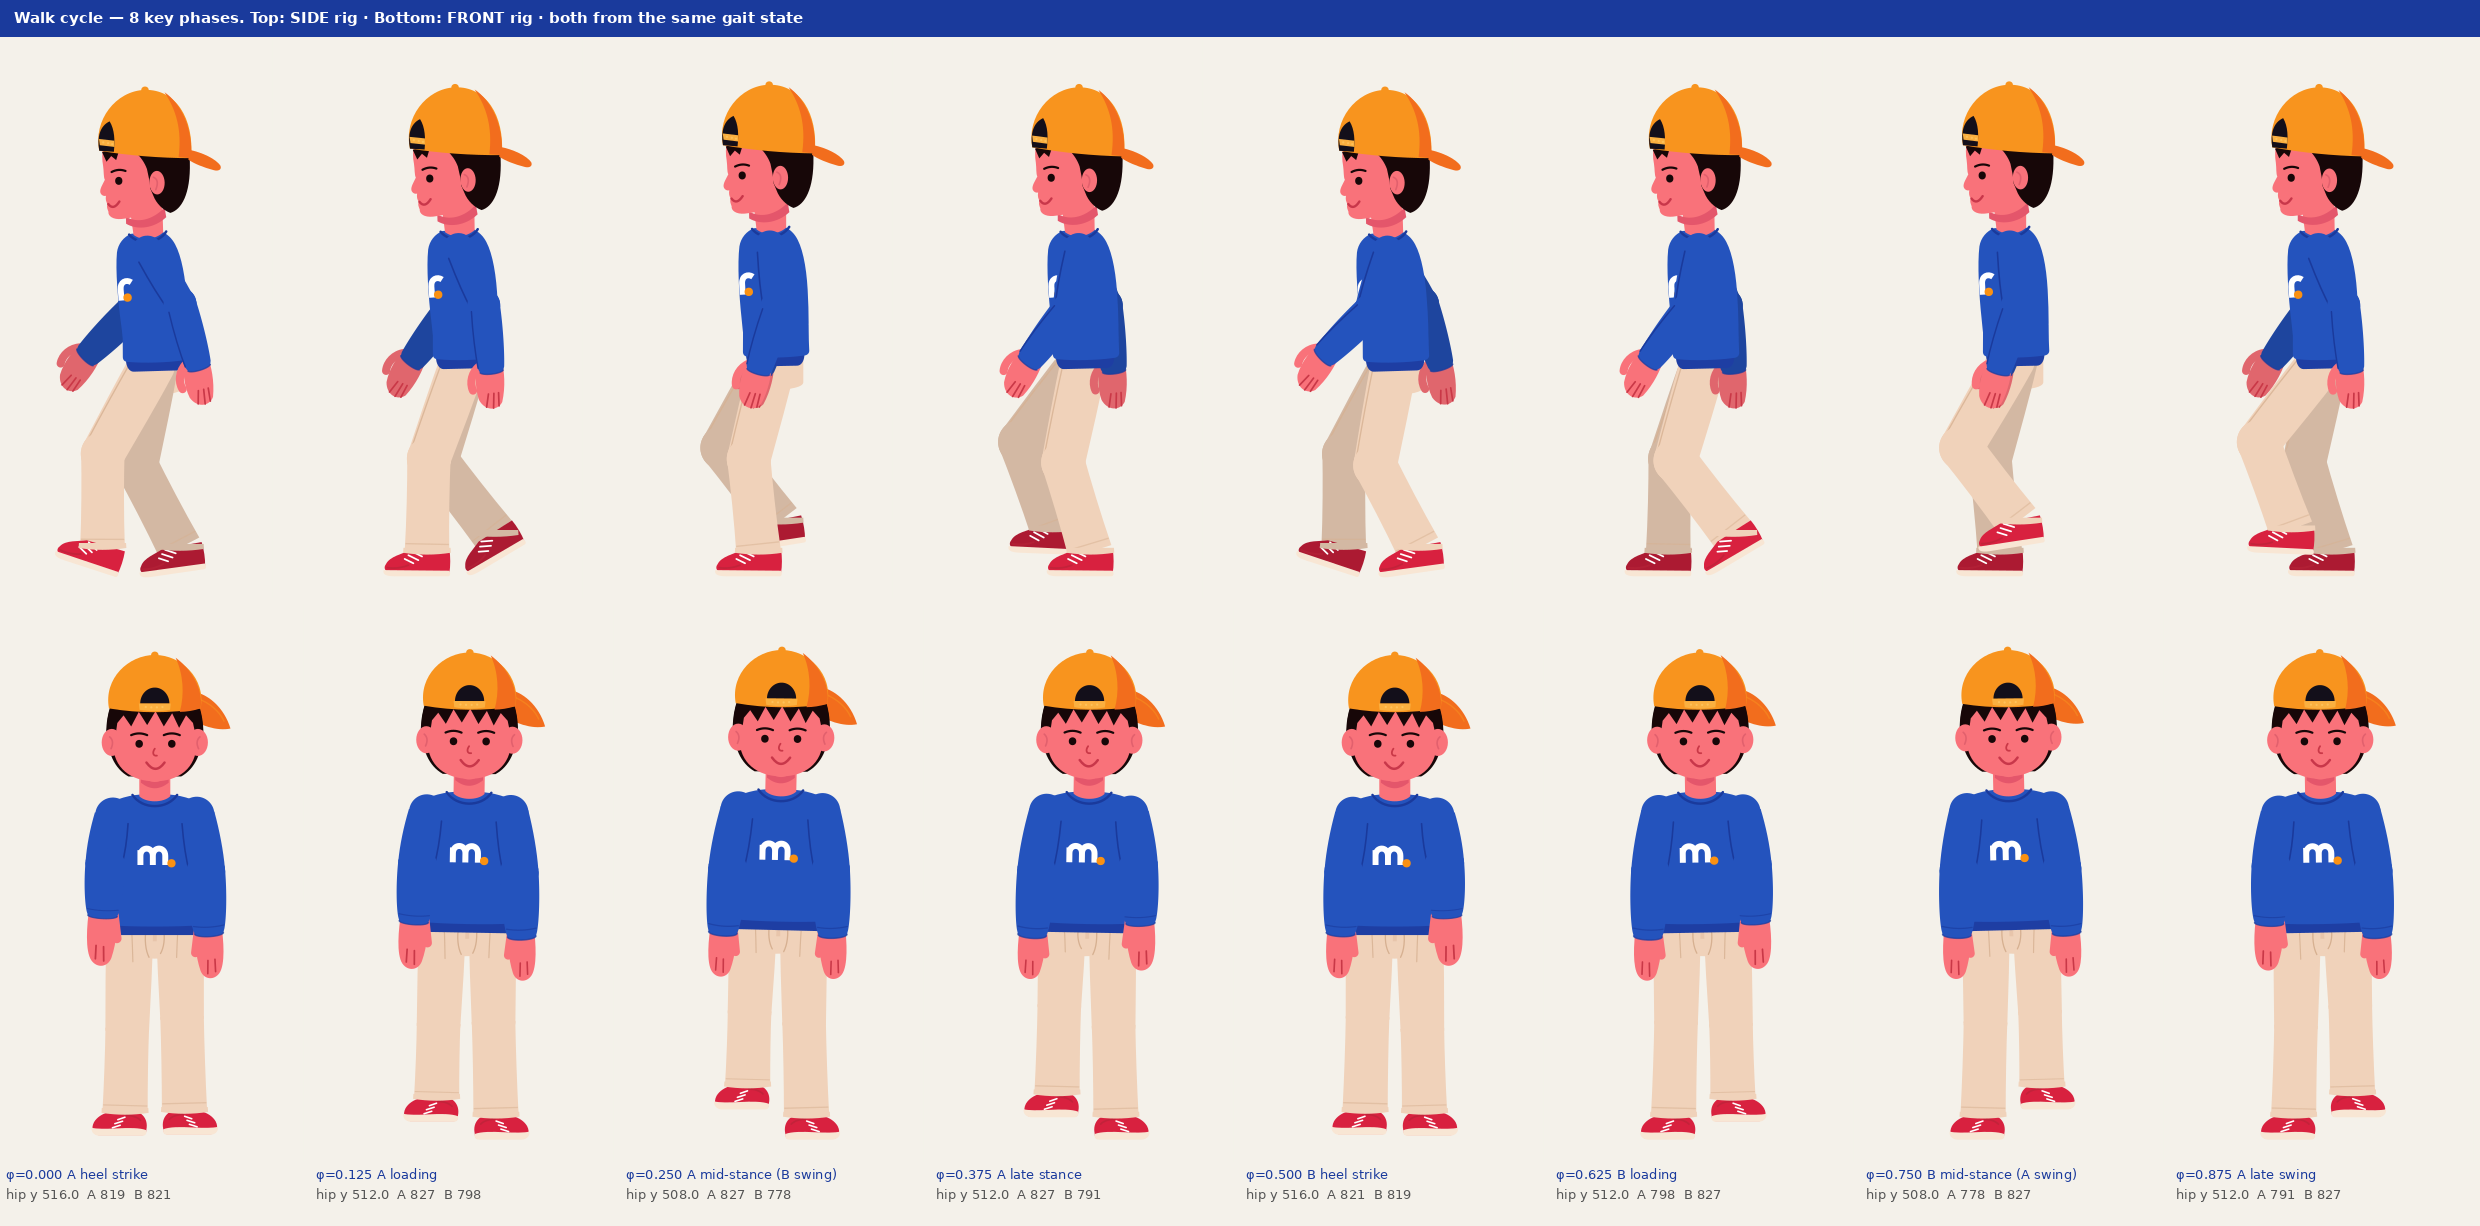 Walk cycle — 8 key phases. Top: SIDE rig · Bottom: FRONT rig · both from the same gait state
m.
m.
m.
m.
m.
m.
m.
m.
φ=0.000 A heel strike
hip y 516.0 A 819 B 821
φ=0.125 A loading
hip y 512.0 A 827 B 798
φ=0.250 A mid-stance (B swing)
hip y 508.0 A 827 B 778
φ=0.375 A late stance
hip y 512.0 A 827 B 791
φ=0.500 B heel strike
hip y 516.0 A 821 B 819
φ=0.625 B loading
hip y 512.0 A 798 B 827
φ=0.750 B mid-stance (A swing)
hip y 508.0 A 778 B 827
φ=0.875 A late swing
hip y 512.0 A 791 B 827